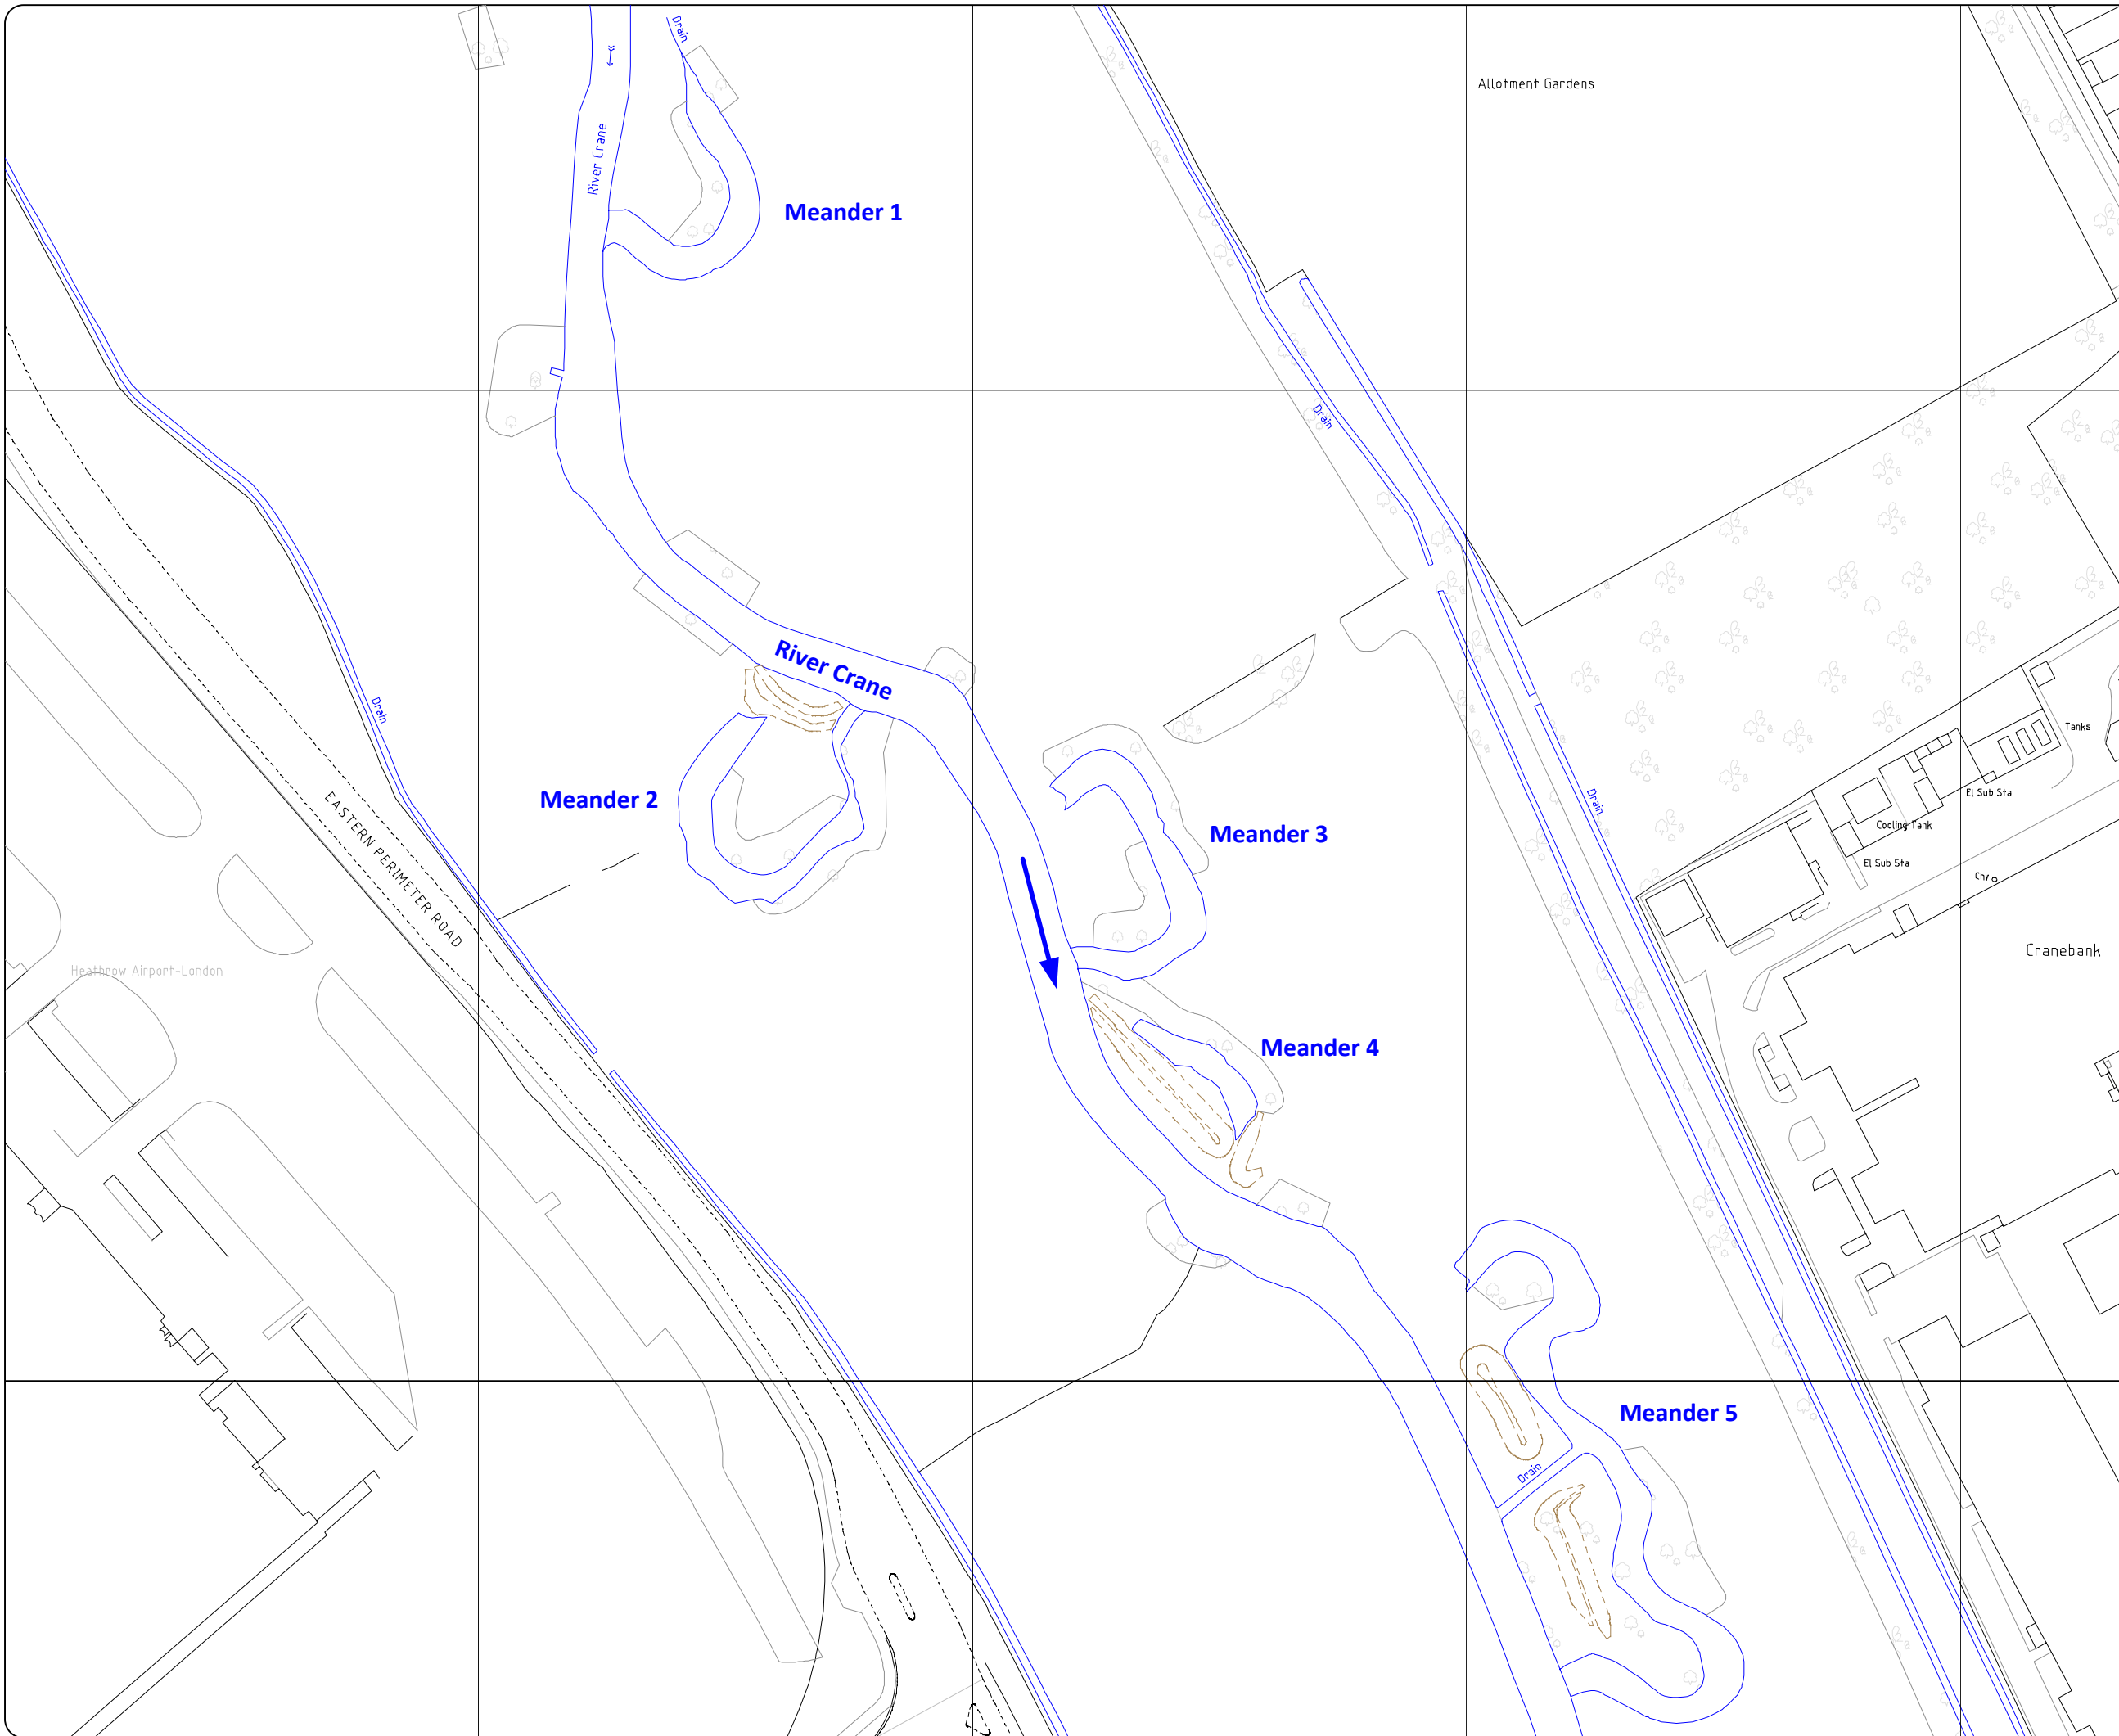 Drain
Allotment Gardens
River Crane
Meander 1
Drain
River Crane
Drain
Tanks
El Sub Sta
Meander 2
Drain
Cooling Tank
Meander 3
El Sub Sta
Chy
EASTERN PERIMETER ROAD
Cranebank
Heathrow Airport-London
Meander 4
Meander 5
Drain